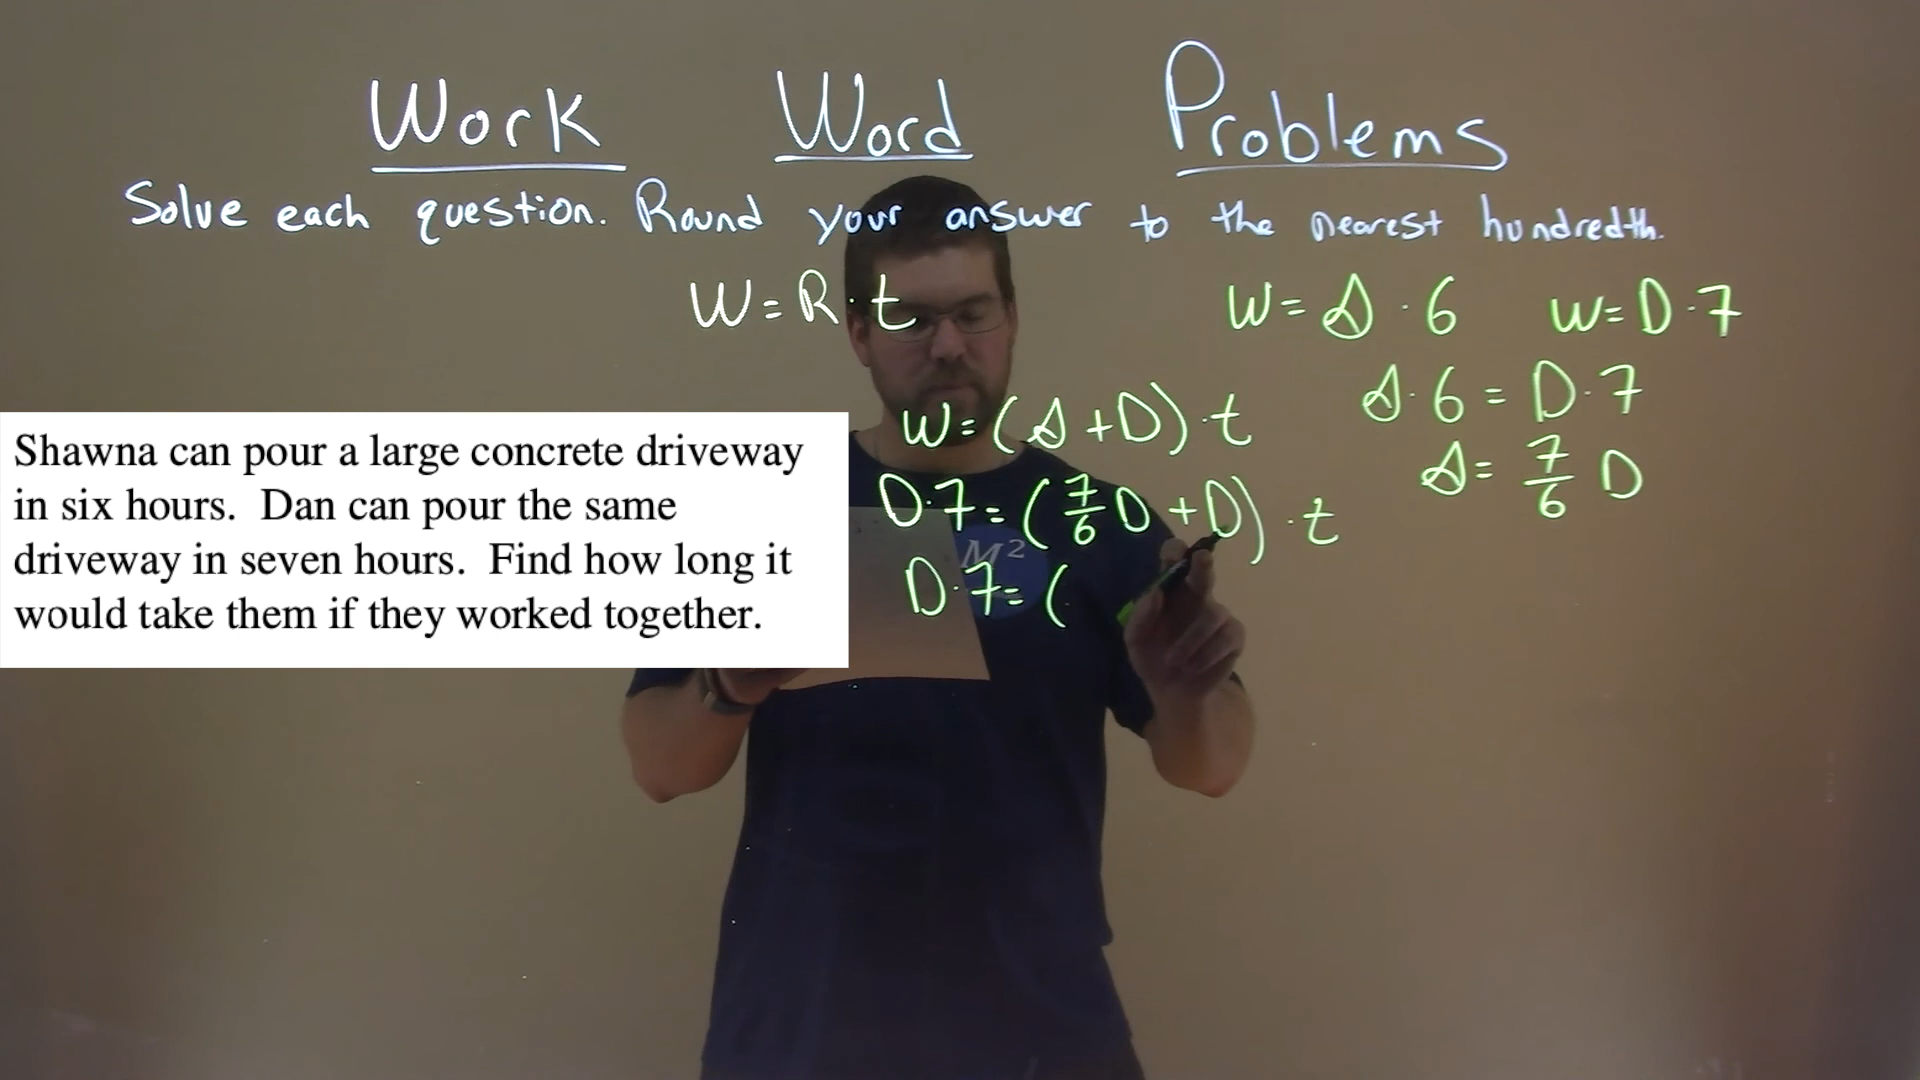 Work Word Problems
Solve each question. Round your answer to the nearest hundredth.
W = R · t
W = S · 6
W = D · 7
S · 6 = D · 7
S = 7/6 D
W = (S + D) · t
D · 7 = (7/6 D + D) · t
D · 7 = (
M²
Shawna can pour a large concrete driveway
in six hours. Dan can pour the same
driveway in seven hours. Find how long it
would take them if they worked together.